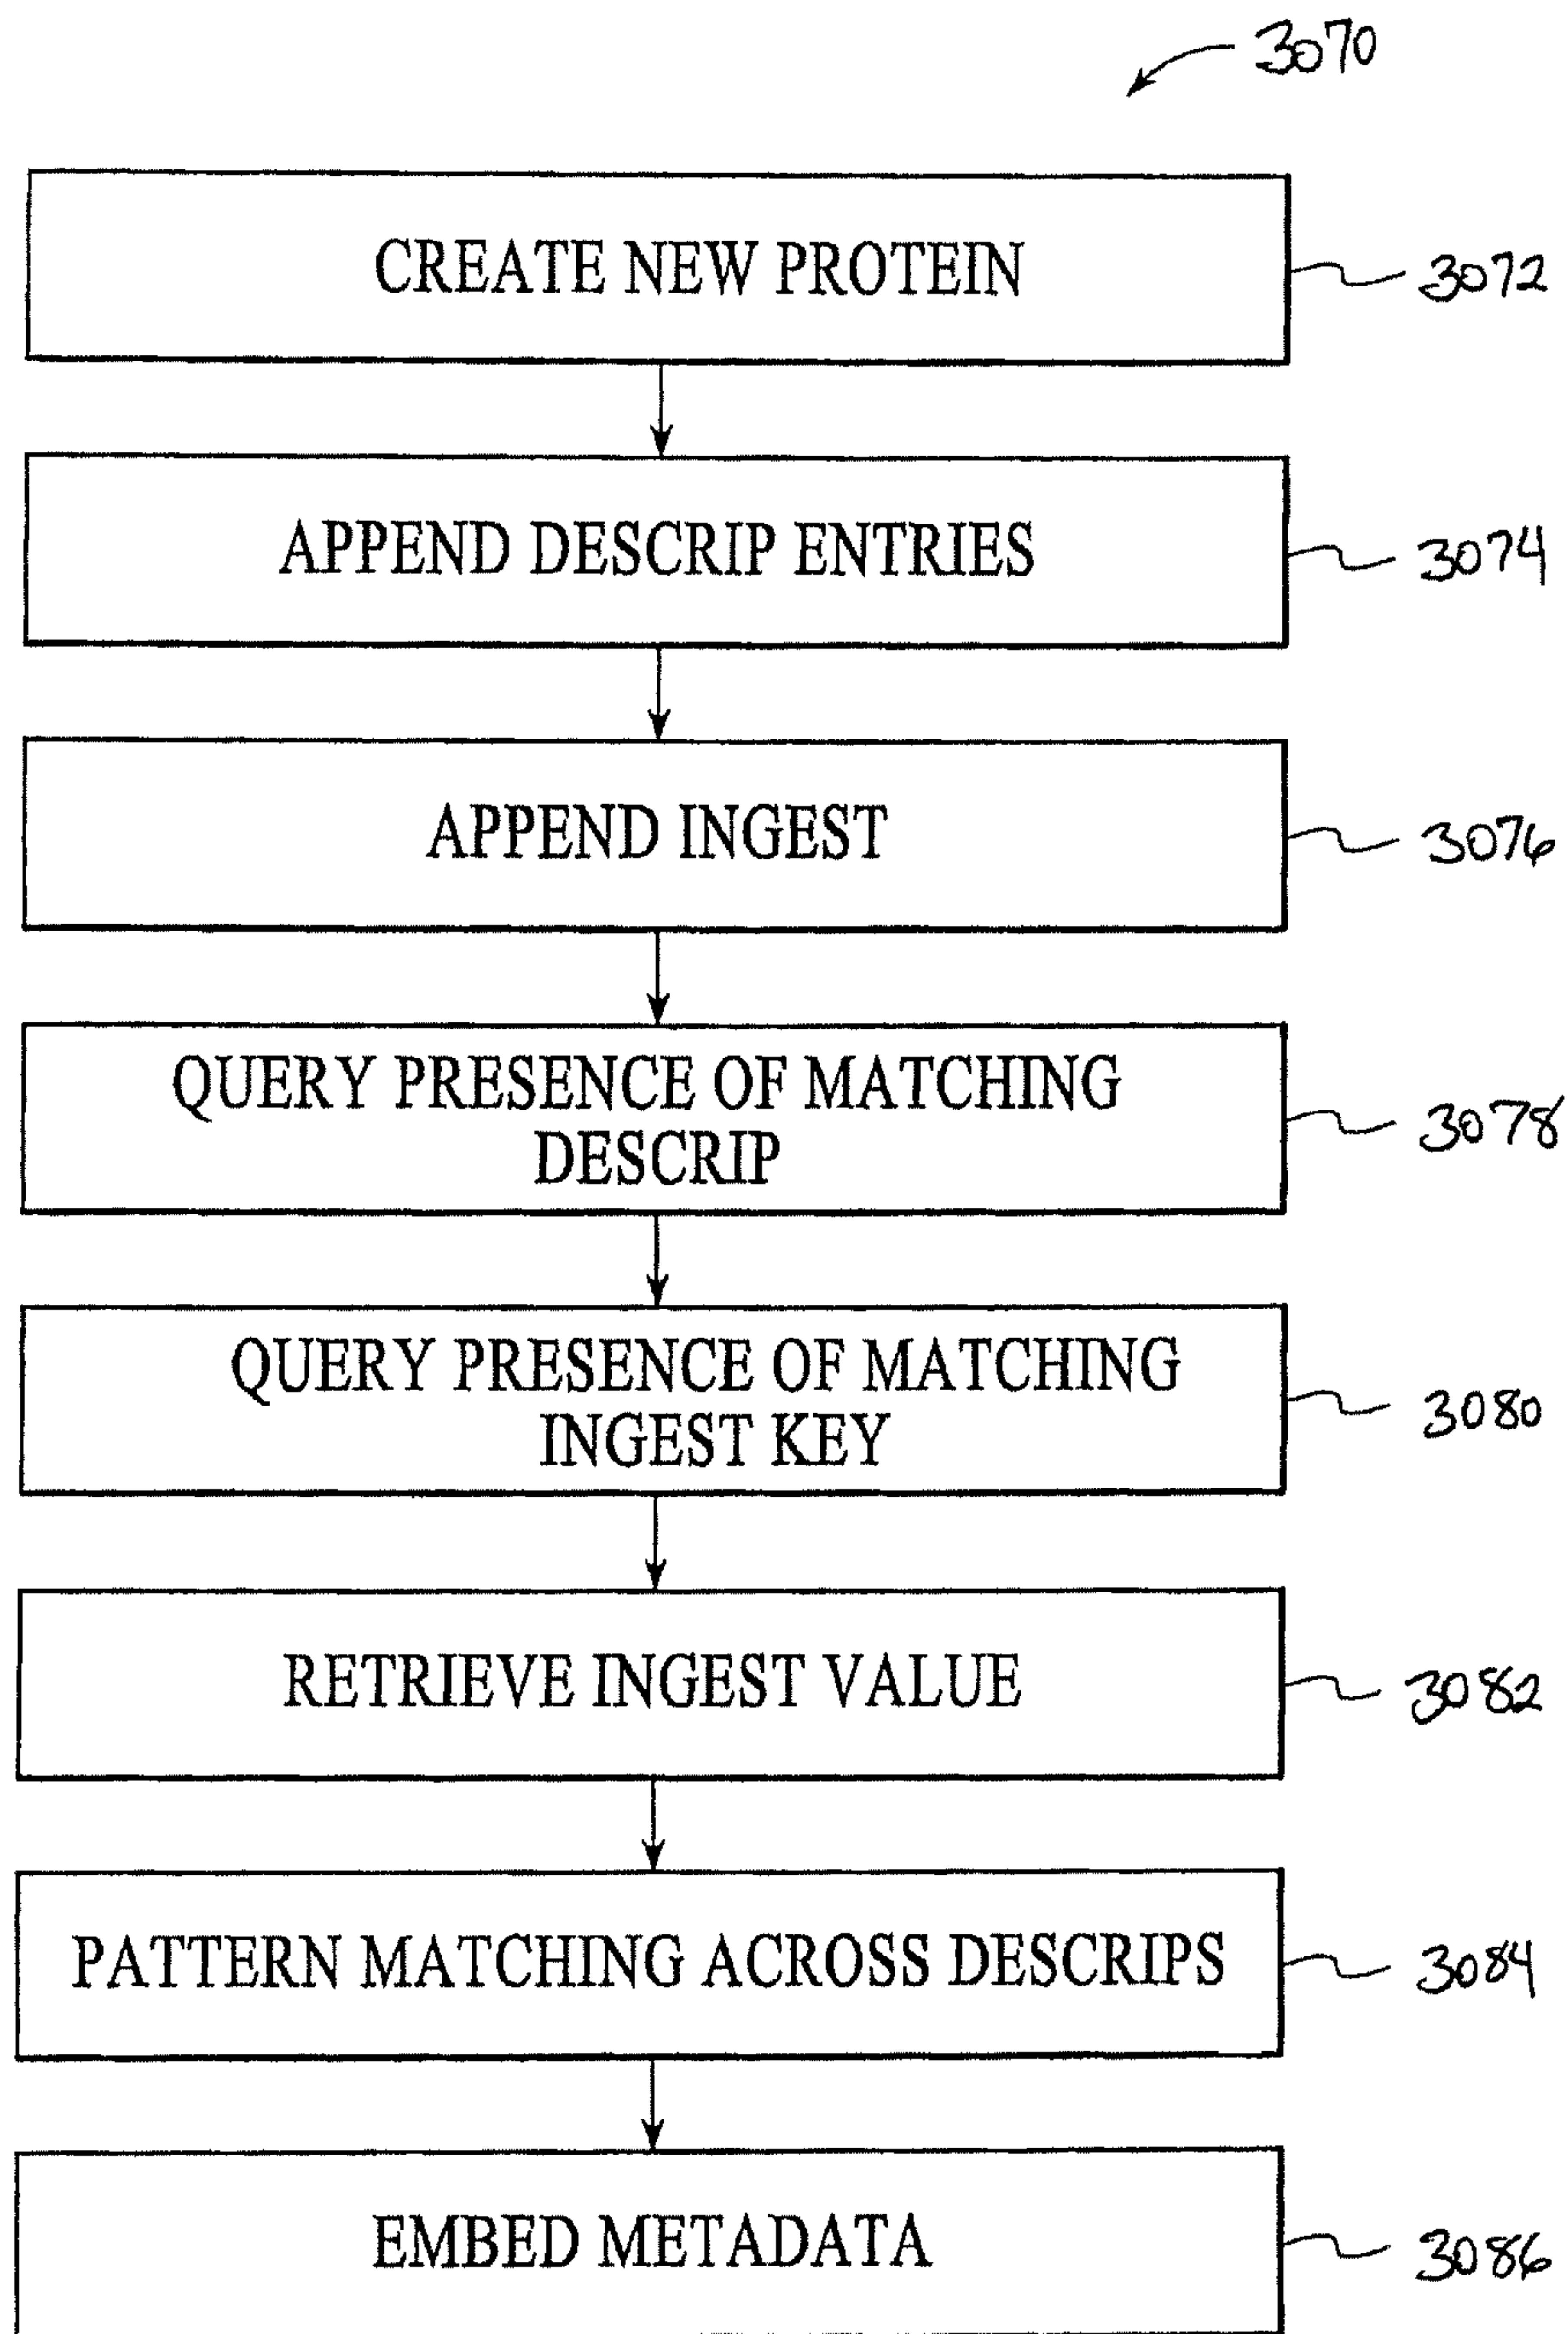 3070
CREATE NEW PROTEIN
3072
APPEND DESCRIP ENTRIES
3074
APPEND INGEST
3076
QUERY PRESENCE OF MATCHING
DESCRIP
3078
QUERY PRESENCE OF MATCHING
INGEST KEY
3080
RETRIEVE INGEST VALUE
3082
PATTERN MATCHING ACROSS DESCRIPS
3084
EMBED METADATA
3086